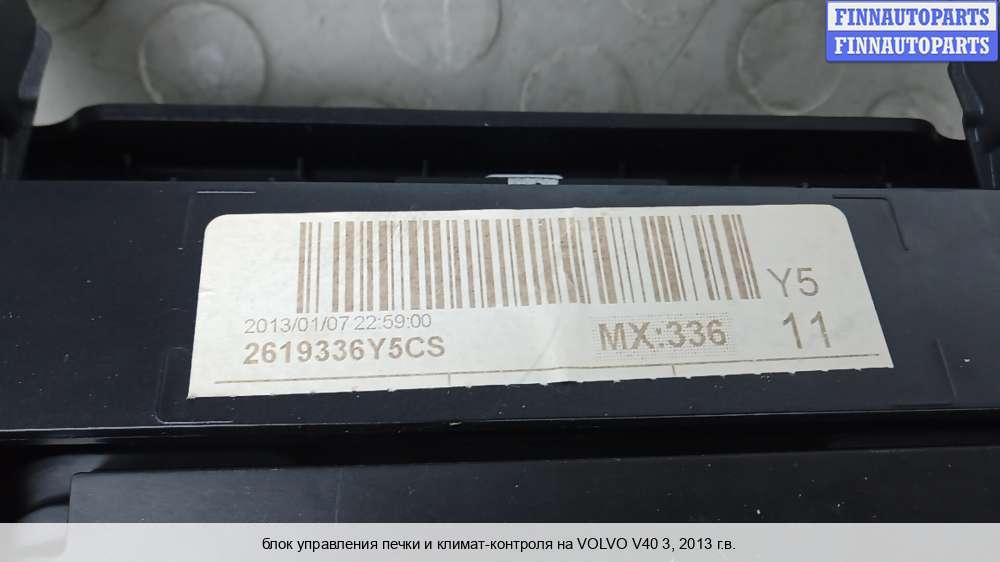 FINNAUTOPARTS
FINNAUTOPARTS
Y5
2013/01/07 22:59:00
2619336Y5CS
MX:336
11
блок управления печки и климат-контроля на VOLVO V40 3, 2013 г.в.